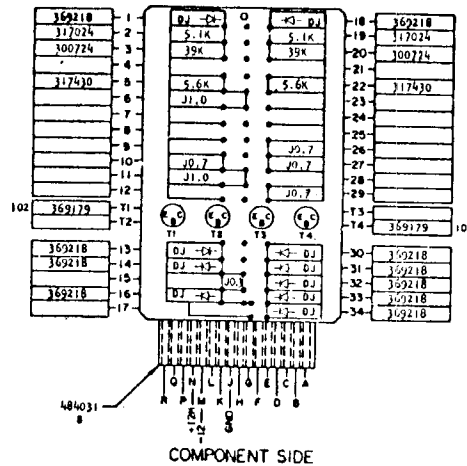 369218 1 DJ DJ 18 369218
317024 2 5.1K 5.1K 19 317024
300724 3 39K 39K 20 300724
4 21
317430 5 5.6K 5.6K 22 317430
6 J1.0 23
7 24
8 25
9 26
10 J0.7 J0.7 27
11 J1.0 28
12 J0.7 29
102 369179 T1 E B C E B C E B C E B C T3
T2 T4 369179 10
T1 T2 T3 T4
369218 13 DJ DJ 30 369218
369218 14 DJ DJ 31 369218
15 DJ 32 369218
369218 16 DJ DJ 33 369218
17 DJ 34 369218
Q N L J G E C A
R P M K H F D B
+12M
-12
GND
484031
8
COMPONENT SIDE